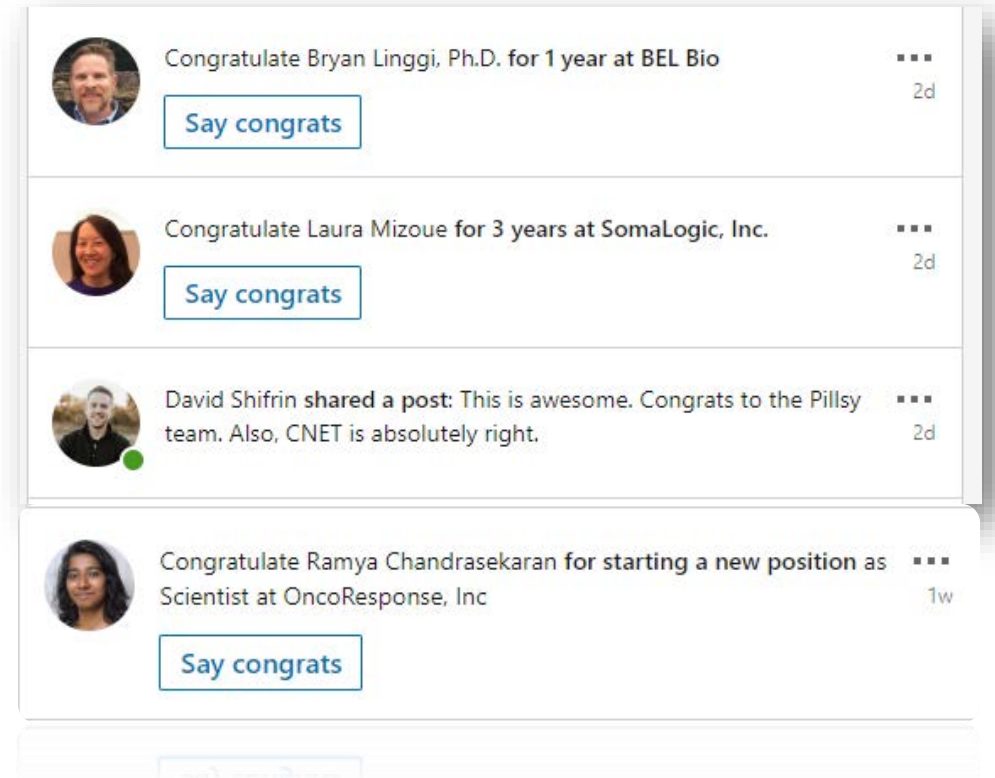 Congratulate Bryan Linggi, Ph.D. for 1 year at BEL Bio
2d
Say congrats
Congratulate Laura Mizoue for 3 years at SomaLogic, Inc.
2d
Say congrats
David Shifrin shared a post: This is awesome. Congrats to the Pillsy
team. Also, CNET is absolutely right.
2d
Congratulate Ramya Chandrasekaran for starting a new position as
Scientist at OncoResponse, Inc
1w
Say congrats